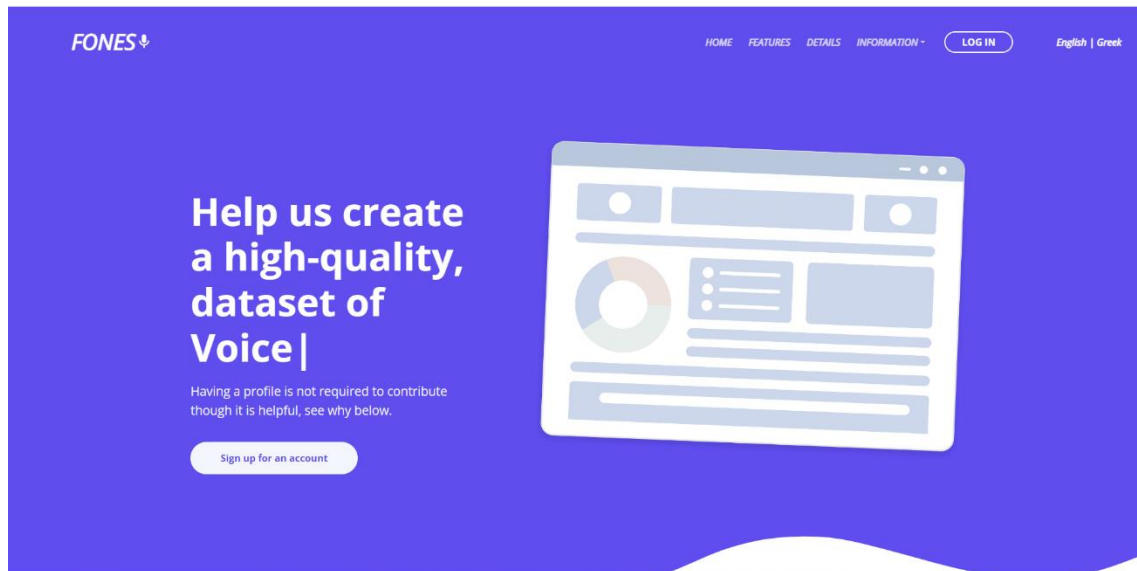 FONES
HOME FEATURES DETAILS INFORMATION LOG IN English | Greek
Help us create
a high-quality,
dataset of
Voice|
Having a profile is not required to contribute
though it is helpful, see why below.
Sign up for an account